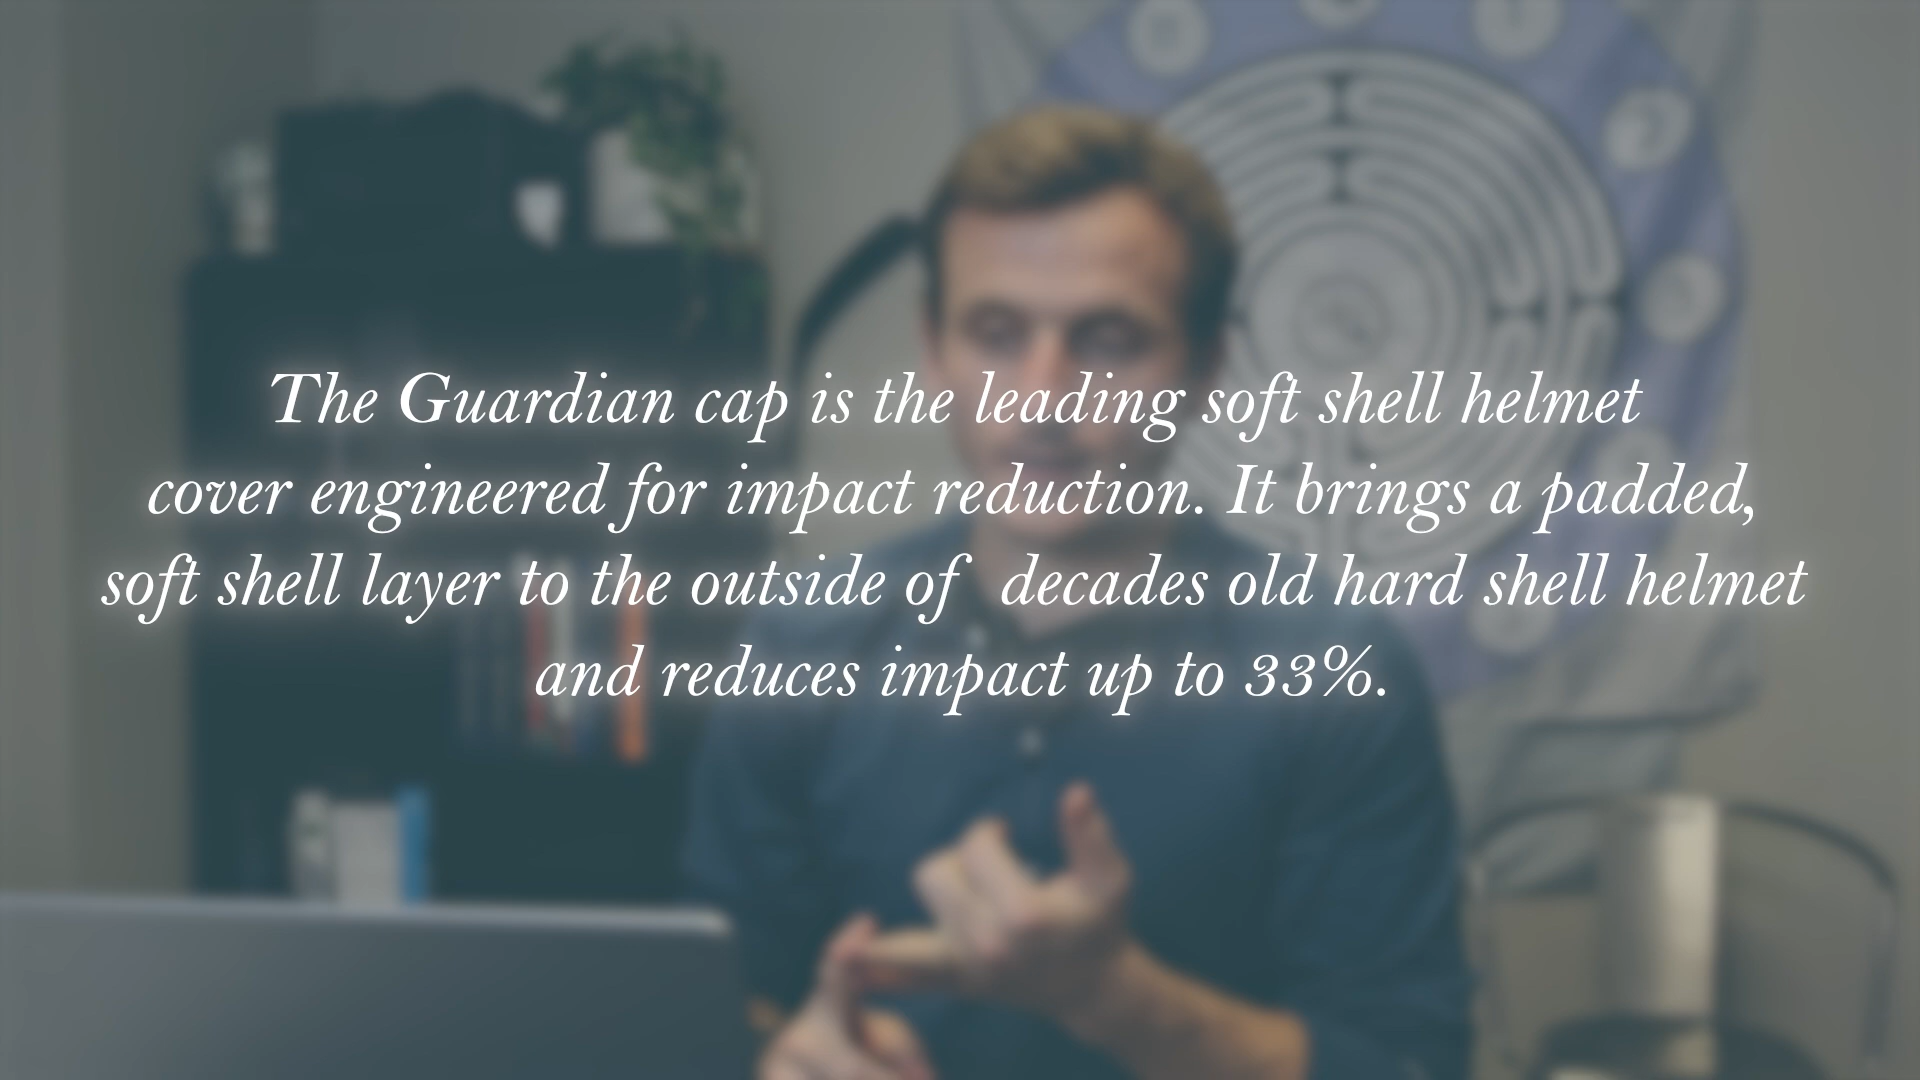 The Guardian cap is the leading soft shell helmet
cover engineered for impact reduction. It brings a padded,
soft shell layer to the outside of  decades old hard shell helmet
and reduces impact up to 33%.